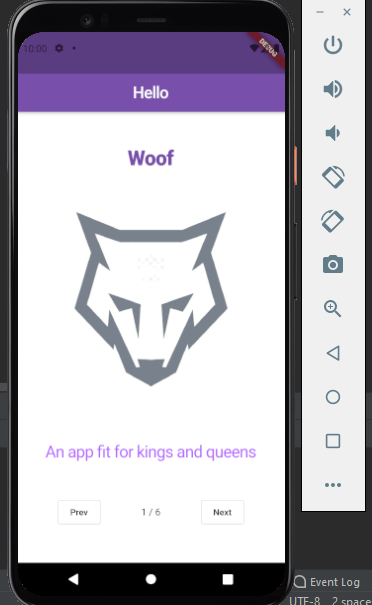 10:00
DEBUG
Hello
Woof
An app fit for kings and queens
Prev
1 / 6
Next
Event Log
UTF-8 2 space